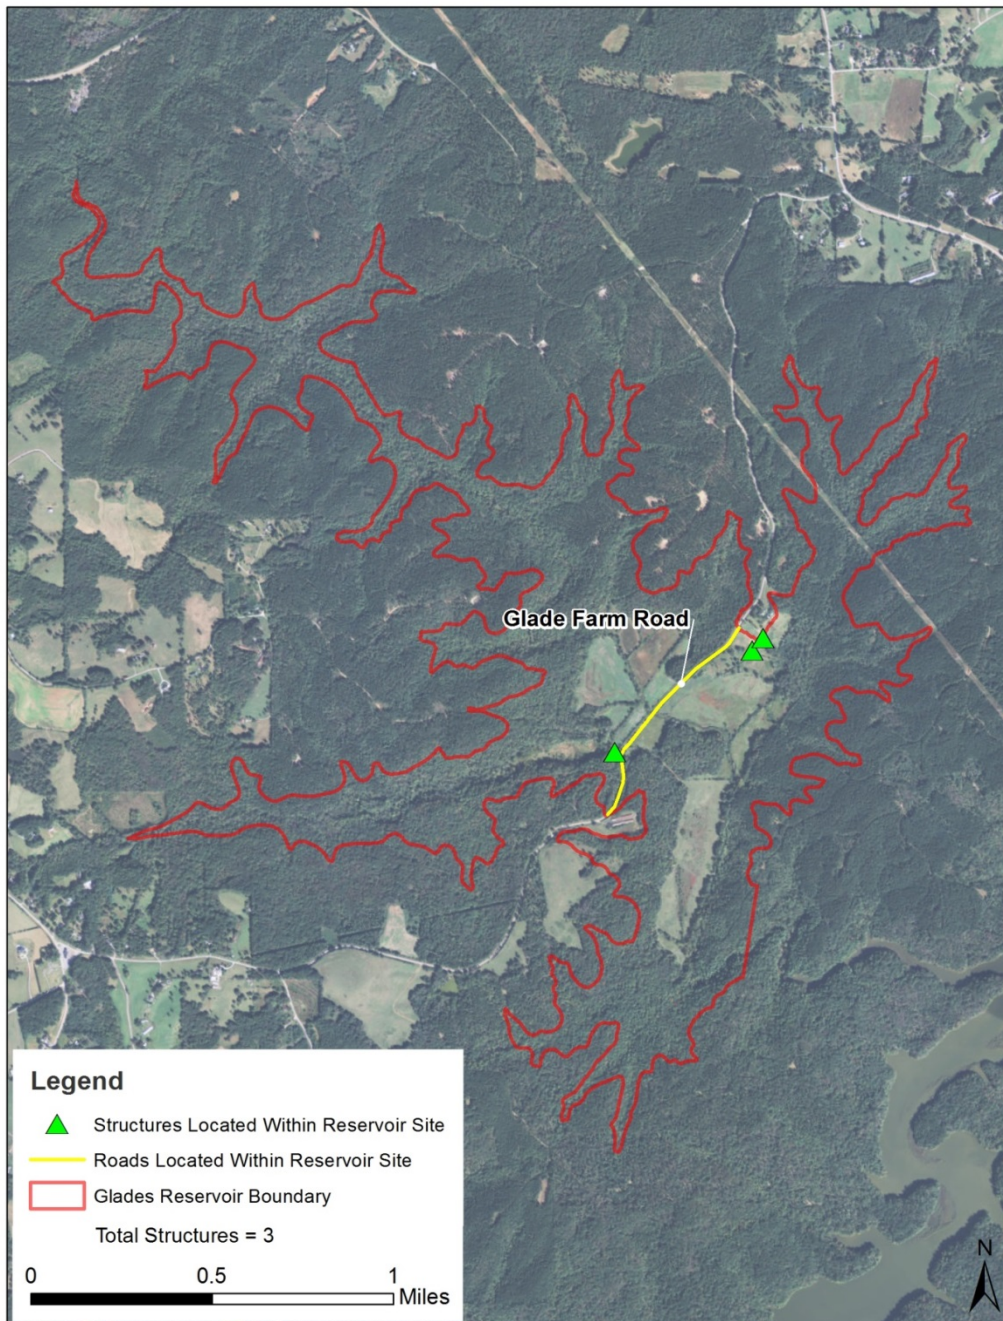 Glade Farm Road
Legend
Structures Located Within Reservoir Site
Roads Located Within Reservoir Site
Glades Reservoir Boundary
Total Structures = 3
0 0.5 1
Miles
N